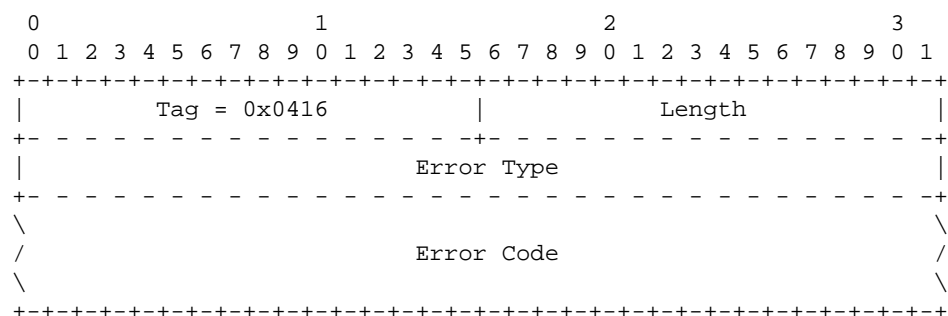 0                   1                   2                   3
 0 1 2 3 4 5 6 7 8 9 0 1 2 3 4 5 6 7 8 9 0 1 2 3 4 5 6 7 8 9 0 1
+-+-+-+-+-+-+-+-+-+-+-+-+-+-+-+-+-+-+-+-+-+-+-+-+-+-+-+-+-+-+-+-+
|         Tag = 0x0416          |            Length             |
+- - - - - - - - - - - - - - - -+- - - - - - - - - - - - - - - -+
|                           Error Type                          |
+- - - - - - - - - - - - - - - - - - - - - - - - - - - - - - - -+
\                                                               \
/                           Error Code                          /
\                                                               \
+-+-+-+-+-+-+-+-+-+-+-+-+-+-+-+-+-+-+-+-+-+-+-+-+-+-+-+-+-+-+-+-+